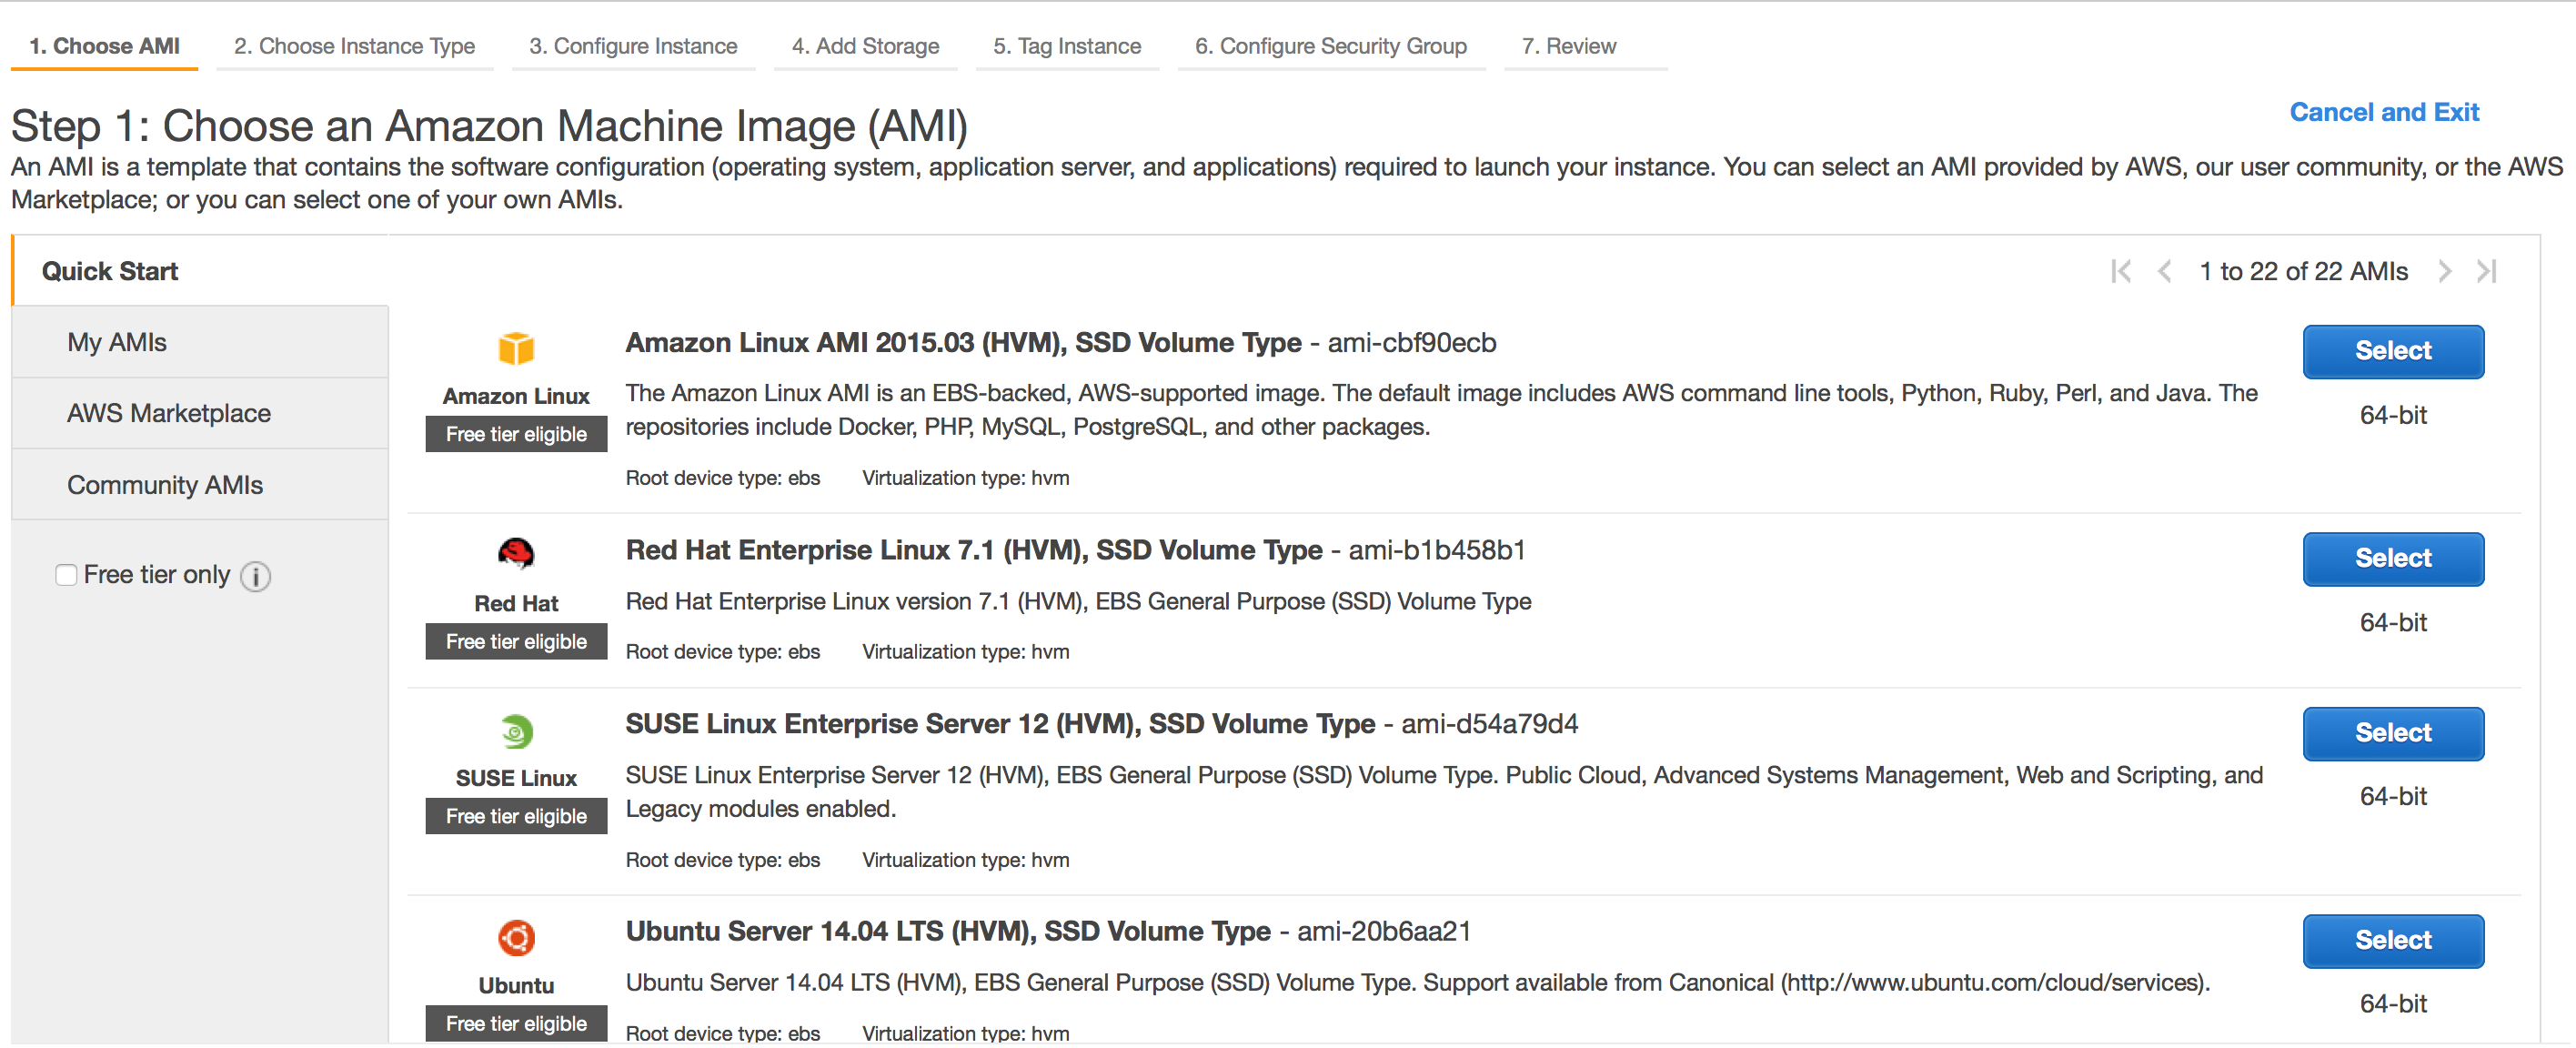 1. Choose AMI 2. Choose Instance Type 3. Configure Instance 4. Add Storage 5. Tag Instance 6. Configure Security Group 7. Review
Step 1: Choose an Amazon Machine Image (AMI)
Cancel and Exit
An AMI is a template that contains the software configuration (operating system, application server, and applications) required to launch your instance. You can select an AMI provided by AWS, our user community, or the AWS
Marketplace; or you can select one of your own AMIs.
Quick Start
My AMIs
AWS Marketplace
Community AMIs
Free tier only
1 to 22 of 22 AMIs
Amazon Linux
Free tier eligible
Amazon Linux AMI 2015.03 (HVM), SSD Volume Type - ami-cbf90ecb
The Amazon Linux AMI is an EBS-backed, AWS-supported image. The default image includes AWS command line tools, Python, Ruby, Perl, and Java. The
repositories include Docker, PHP, MySQL, PostgreSQL, and other packages.
Root device type: ebs Virtualization type: hvm
Select
64-bit
Red Hat
Free tier eligible
Red Hat Enterprise Linux 7.1 (HVM), SSD Volume Type - ami-b1b458b1
Red Hat Enterprise Linux version 7.1 (HVM), EBS General Purpose (SSD) Volume Type
Root device type: ebs Virtualization type: hvm
Select
64-bit
SUSE Linux
Free tier eligible
SUSE Linux Enterprise Server 12 (HVM), SSD Volume Type - ami-d54a79d4
SUSE Linux Enterprise Server 12 (HVM), EBS General Purpose (SSD) Volume Type. Public Cloud, Advanced Systems Management, Web and Scripting, and
Legacy modules enabled.
Root device type: ebs Virtualization type: hvm
Select
64-bit
Ubuntu
Free tier eligible
Ubuntu Server 14.04 LTS (HVM), SSD Volume Type - ami-20b6aa21
Ubuntu Server 14.04 LTS (HVM), EBS General Purpose (SSD) Volume Type. Support available from Canonical (http://www.ubuntu.com/cloud/services).
Root device type: ebs Virtualization type: hvm
Select
64-bit